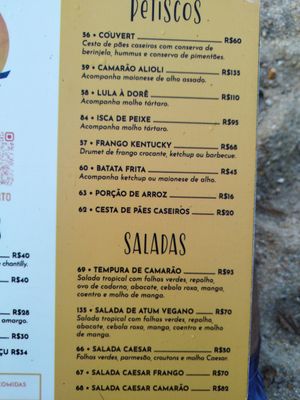 PETISCOS
56 • COUVERT R$60
Cesta de pães caseiros com conserva de
berinjela, hummus e conserva de pimentões.
59 • CAMARÃO ALIOLI R$135
Acompanha maionese de alho assado.
58 • LULA À DORÊ R$110
Acompanha molho tártaro.
84 • ISCA DE PEIXE R$95
Acompanha molho tártaro.
57 • FRANGO KENTUCKY R$68
Drumet de frango crocante, ketchup ou barbecue.
60 • BATATA FRITA R$45
Acompanha ketchup ou maionese de alho.
63 • PORÇÃO DE ARROZ R$16
62 • CESTA DE PÃES CASEIROS R$20
SALADAS
69 • TEMPURA DE CAMARÃO R$93
Salada tropical com folhas verdes, repolho,
ovo de codorna, abacate, cebola roxa, manga,
coentro e molho de manga.
135 • SALADA DE ATUM VEGANO R$70
Salada tropical com folhas verdes, repolho,
abacate, cebola roxa, manga, coentro e molho
de manga.
66 • SALADA CAESAR R$50
Folhas verdes, parmesão, croutons e molho Caesar.
67 • SALADA CAESAR FRANGO R$70
68 • SALADA CAESAR CAMARÃO R$82
R$40
chantilly.
R$40
R$28
amargo.
R$30
ÇU R$34
COMIDAS